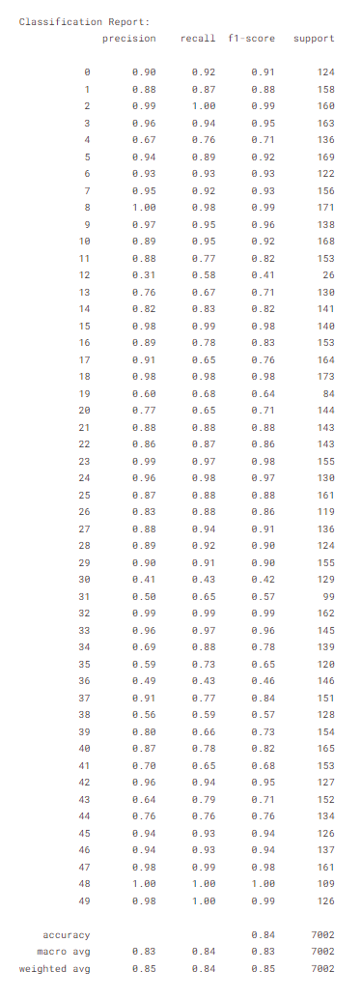 Classification Report:
precision recall f1-score support
0 0.90 0.92 0.91 124
1 0.88 0.87 0.88 158
2 0.99 1.00 0.99 160
3 0.96 0.94 0.95 163
4 0.67 0.76 0.71 136
5 0.94 0.89 0.92 169
6 0.93 0.93 0.93 122
7 0.95 0.92 0.93 156
8 1.00 0.98 0.99 171
9 0.97 0.95 0.96 138
10 0.89 0.95 0.92 168
11 0.88 0.77 0.82 153
12 0.31 0.58 0.41 26
13 0.76 0.67 0.71 130
14 0.82 0.83 0.82 141
15 0.98 0.99 0.98 140
16 0.89 0.78 0.83 153
17 0.91 0.65 0.76 164
18 0.98 0.98 0.98 173
19 0.60 0.68 0.64 84
20 0.77 0.65 0.71 144
21 0.88 0.88 0.88 143
22 0.86 0.87 0.86 143
23 0.99 0.97 0.98 155
24 0.96 0.98 0.97 130
25 0.87 0.88 0.88 161
26 0.83 0.88 0.86 119
27 0.88 0.94 0.91 136
28 0.89 0.92 0.90 124
29 0.90 0.91 0.90 155
30 0.41 0.43 0.42 129
31 0.50 0.65 0.57 99
32 0.99 0.99 0.99 162
33 0.96 0.97 0.96 145
34 0.69 0.88 0.78 139
35 0.59 0.73 0.65 120
36 0.49 0.43 0.46 146
37 0.91 0.77 0.84 151
38 0.56 0.59 0.57 128
39 0.80 0.66 0.73 154
40 0.87 0.78 0.82 165
41 0.70 0.65 0.68 153
42 0.96 0.94 0.95 127
43 0.64 0.79 0.71 152
44 0.76 0.76 0.76 134
45 0.94 0.93 0.94 126
46 0.94 0.93 0.94 137
47 0.98 0.99 0.98 161
48 1.00 1.00 1.00 109
49 0.98 1.00 0.99 126
accuracy 0.84 7002
macro avg 0.83 0.84 0.83 7002
weighted avg 0.85 0.84 0.85 7002